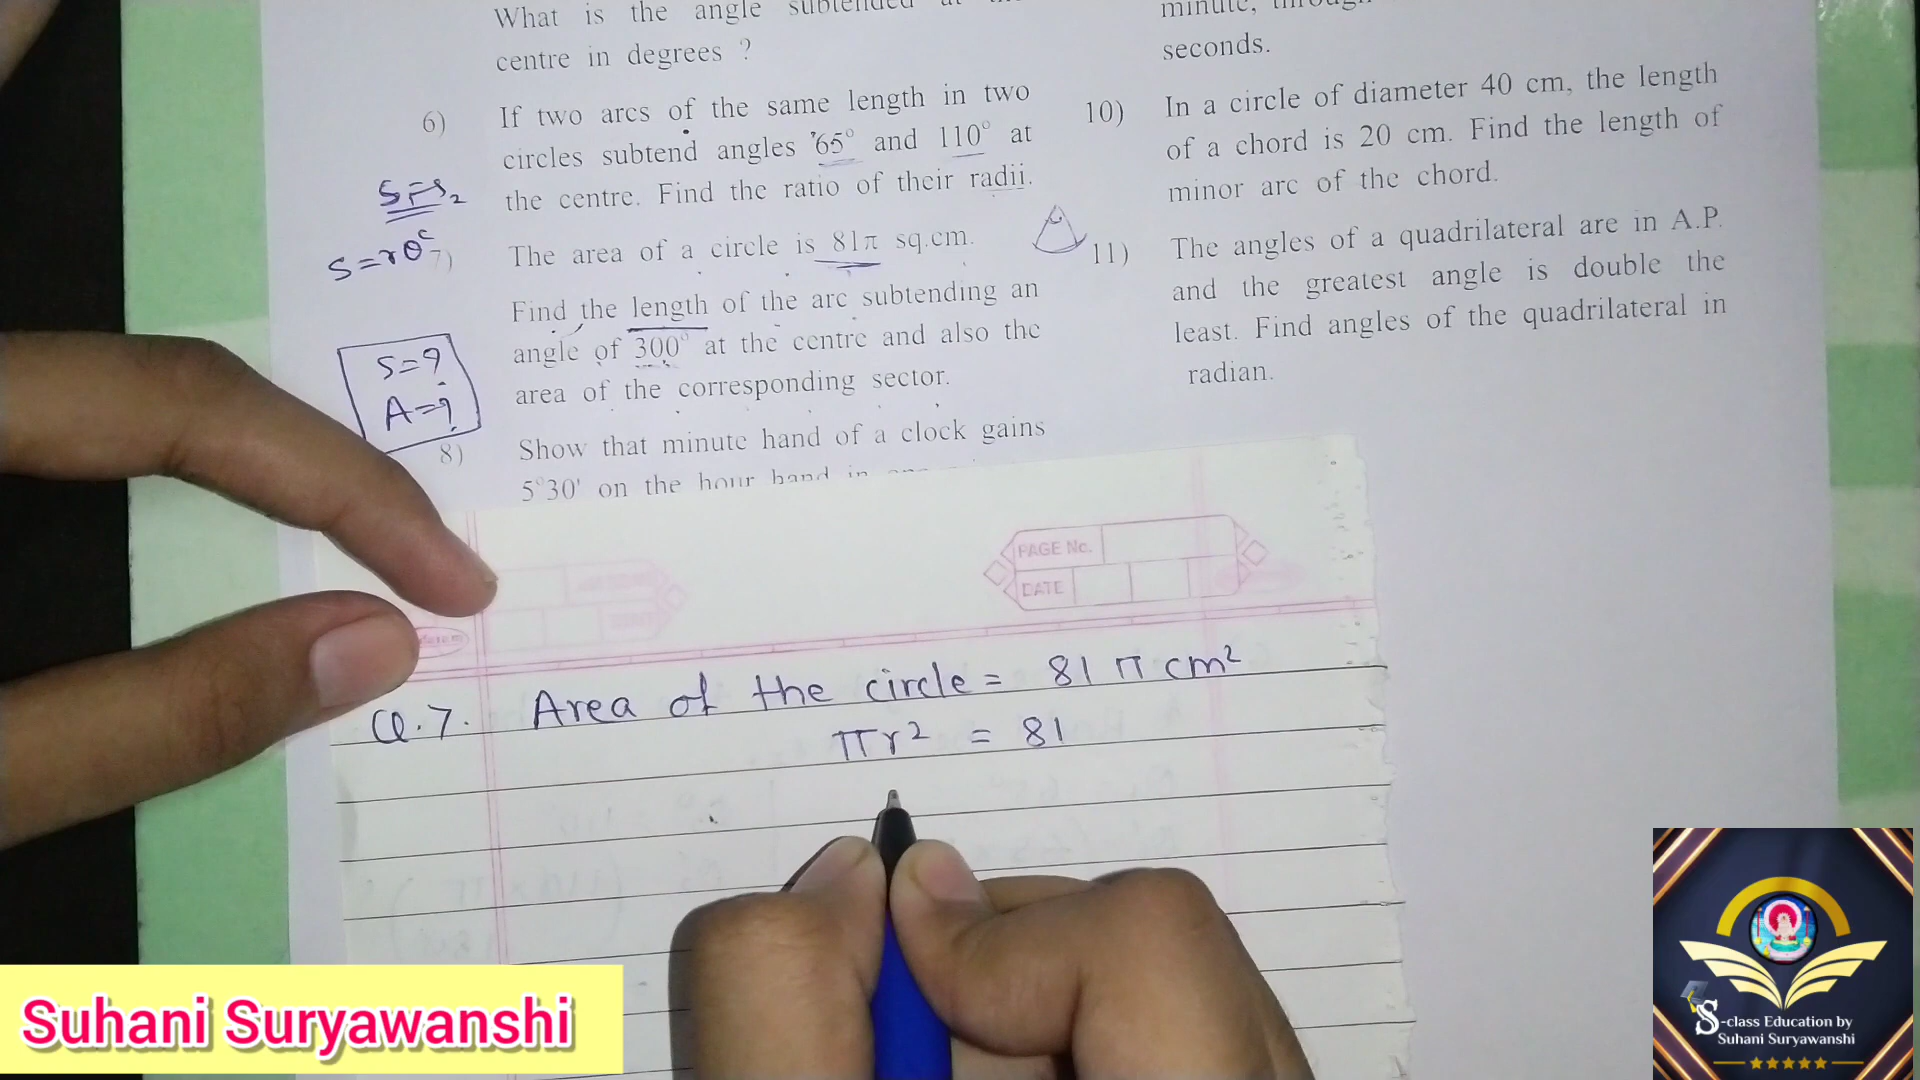 What is the angle subtended at the
centre in degrees ?
6) If two arcs of the same length in two
circles subtend angles 65° and 110° at
the centre. Find the ratio of their radii.
S₁=S₂
S=rθᶜ
7) The area of a circle is 81π sq.cm.
Find the length of the arc subtending an
angle of 300° at the centre and also the
area of the corresponding sector.
S=?
A=?
8) Show that minute hand of a clock gains
5°30' on the hour hand in
minute, through
seconds.
10) In a circle of diameter 40 cm, the length
of a chord is 20 cm. Find the length of
minor arc of the chord.
11) The angles of a quadrilateral are in A.P.
and the greatest angle is double the
least. Find angles of the quadrilateral in
radian.
PAGE No.
DATE
Q.7. Area of the circle = 81 π cm²
πr² = 81
Suhani Suryawanshi
S-class Education by
Suhani Suryawanshi